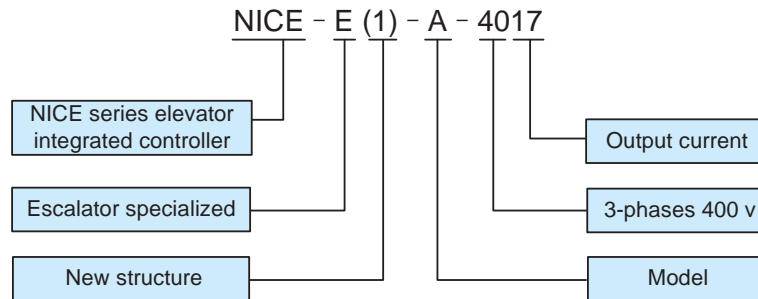 NICE - E (1) - A - 4017
NICE series elevator
integrated controller
Output current
Escalator specialized
3-phases 400 v
New structure
Model